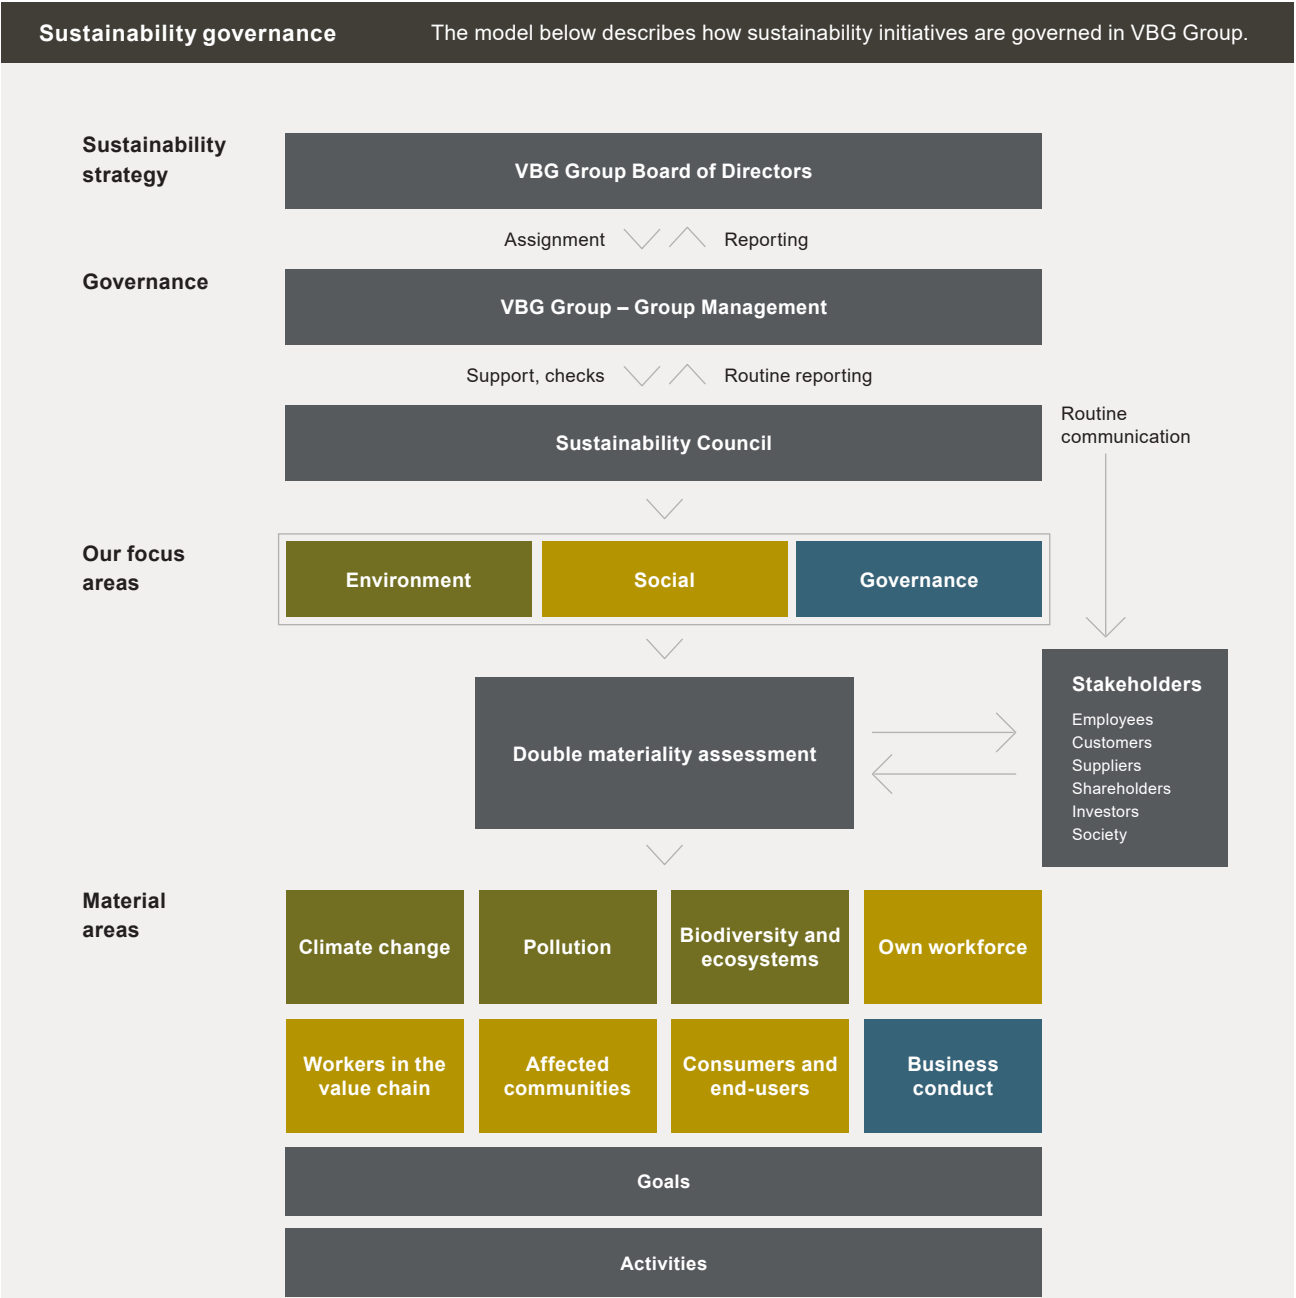 Sustainability governance
The model below describes how sustainability initiatives are governed in VBG Group.
Sustainability
strategy
VBG Group Board of Directors
Assignment
Reporting
Governance
VBG Group – Group Management
Support, checks
Routine reporting
Sustainability Council
Routine
communication
Our focus
areas
Environment
Social
Governance
Double materiality assessment
Stakeholders
Employees
Customers
Suppliers
Shareholders
Investors
Society
Material
areas
Climate change
Pollution
Biodiversity and
ecosystems
Own workforce
Workers in the
value chain
Affected
communities
Consumers and
end-users
Business
conduct
Goals
Activities